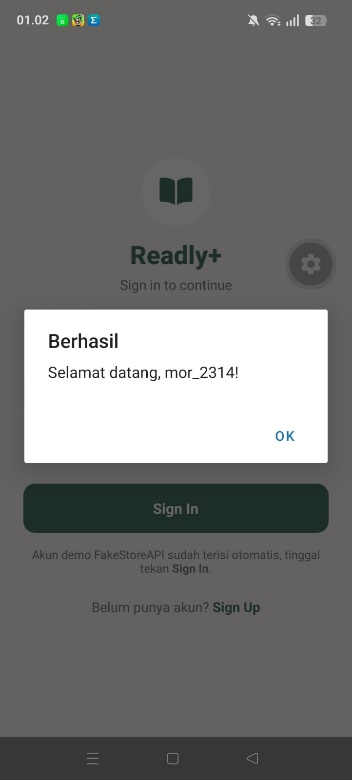 01.02
32
Readly+
Sign in to continue
Berhasil
Selamat datang, mor_2314!
OK
Sign In
Akun demo FakeStoreAPI sudah terisi otomatis, tinggal
tekan Sign In.
Belum punya akun? Sign Up